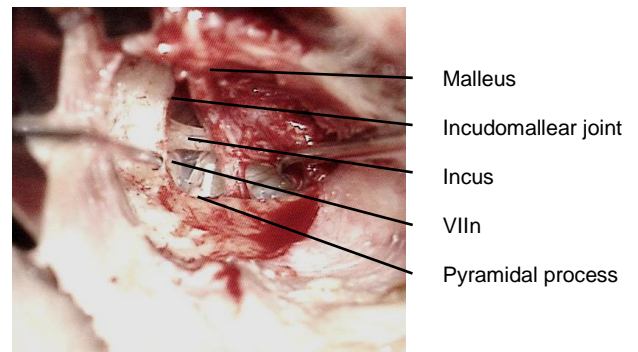 Malleus
Incudomallear joint
Incus
VIIn
Pyramidal process